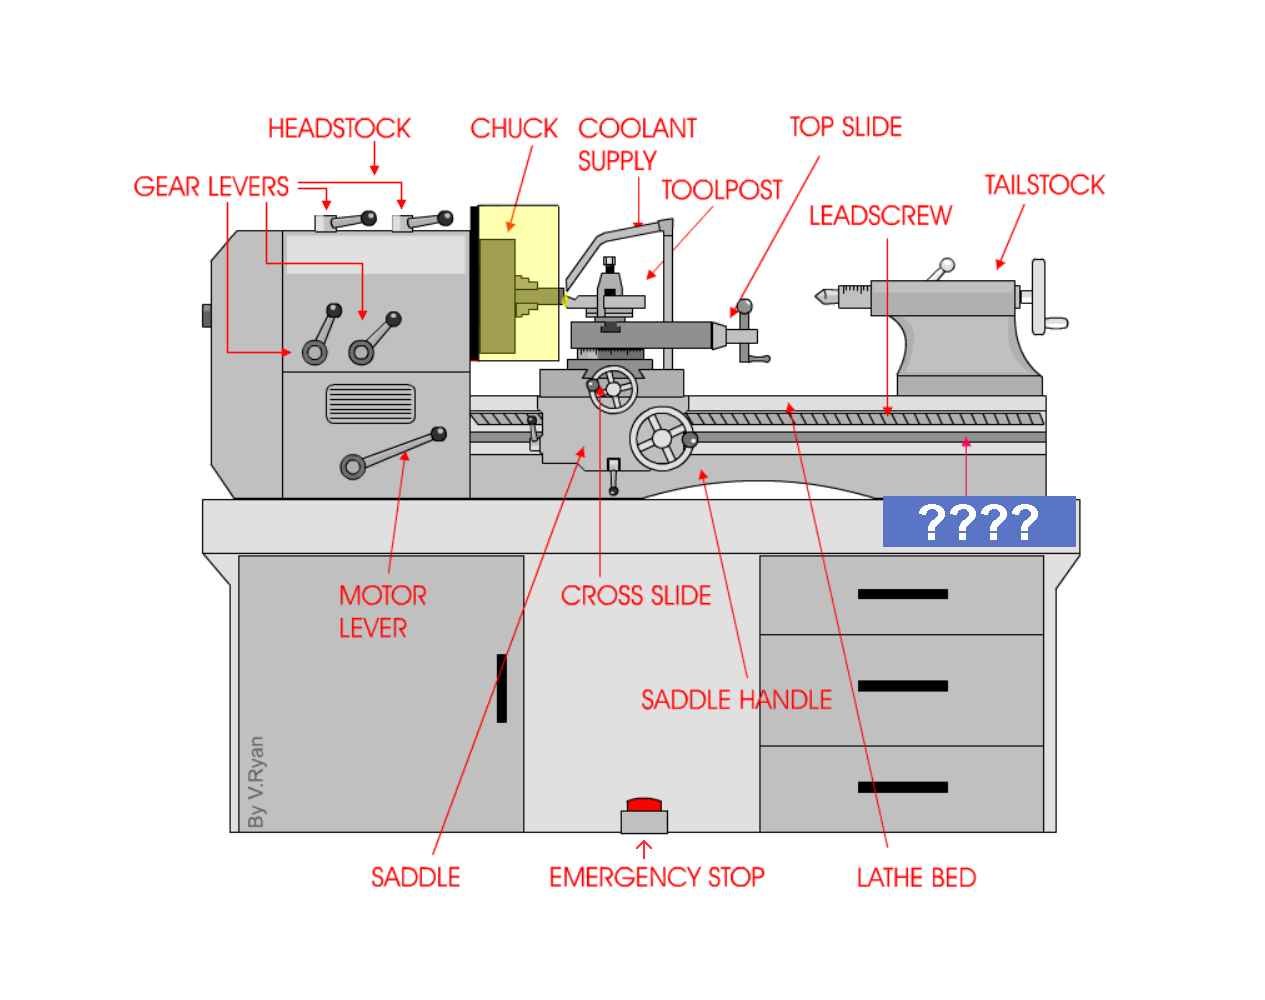 HEADSTOCK
CHUCK
COOLANT
SUPPLY
TOP SLIDE
GEAR LEVERS
TOOLPOST
TAILSTOCK
LEADSCREW
????
MOTOR
LEVER
CROSS SLIDE
SADDLE HANDLE
By V.Ryan
SADDLE
EMERGENCY STOP
LATHE BED